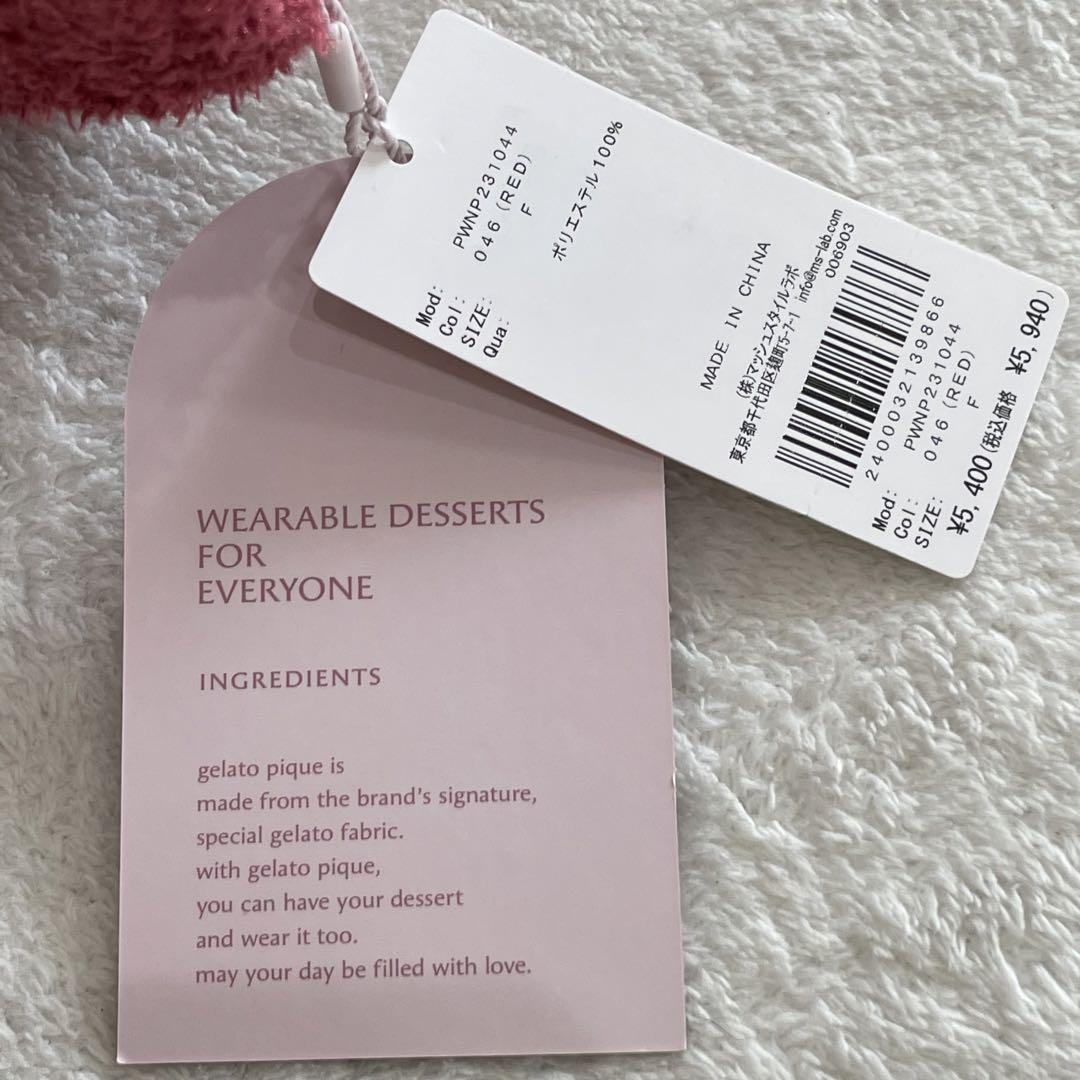 Mod: PWNP231044
Col: 046 (RED)
SIZE: F
Qua:
ポリエステル100%
MADE IN CHINA
(株)マッシュスタイルラボ
東京都千代田区麹町5-7-1 info@ms-lab.com
006903
2400032139866
Mod: PWNP231044
Col: 046 (RED)
SIZE: F
¥5,400(税込価格 ¥5,940)
WEARABLE DESSERTS
FOR
EVERYONE
INGREDIENTS
gelato pique is
made from the brand's signature,
special gelato fabric.
with gelato pique,
you can have your dessert
and wear it too.
may your day be filled with love.